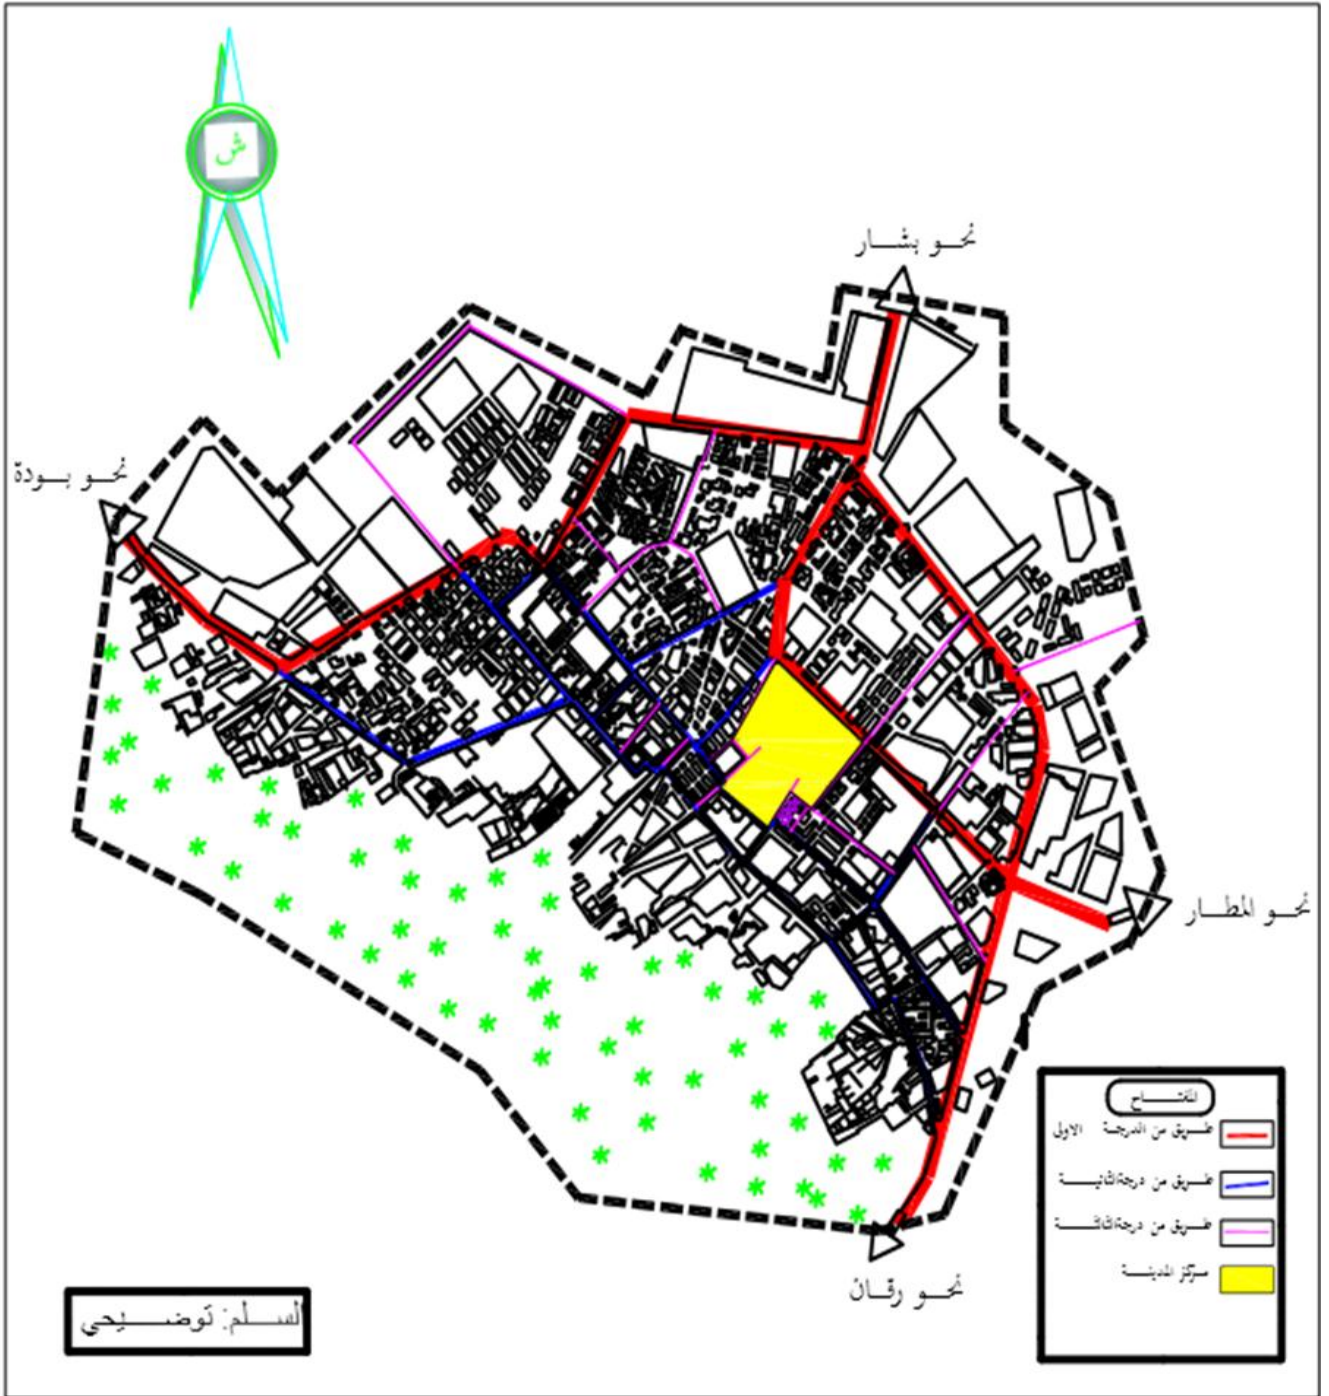 ش
نحو بشار
نحو بودة
نحو المطار
المفتاح
طريق من الدرجة الاولى
طريق من درجة الثانية
طريق من درجة الثالثة
مركز المدينة
نحو رقان
السلم: توضيحي